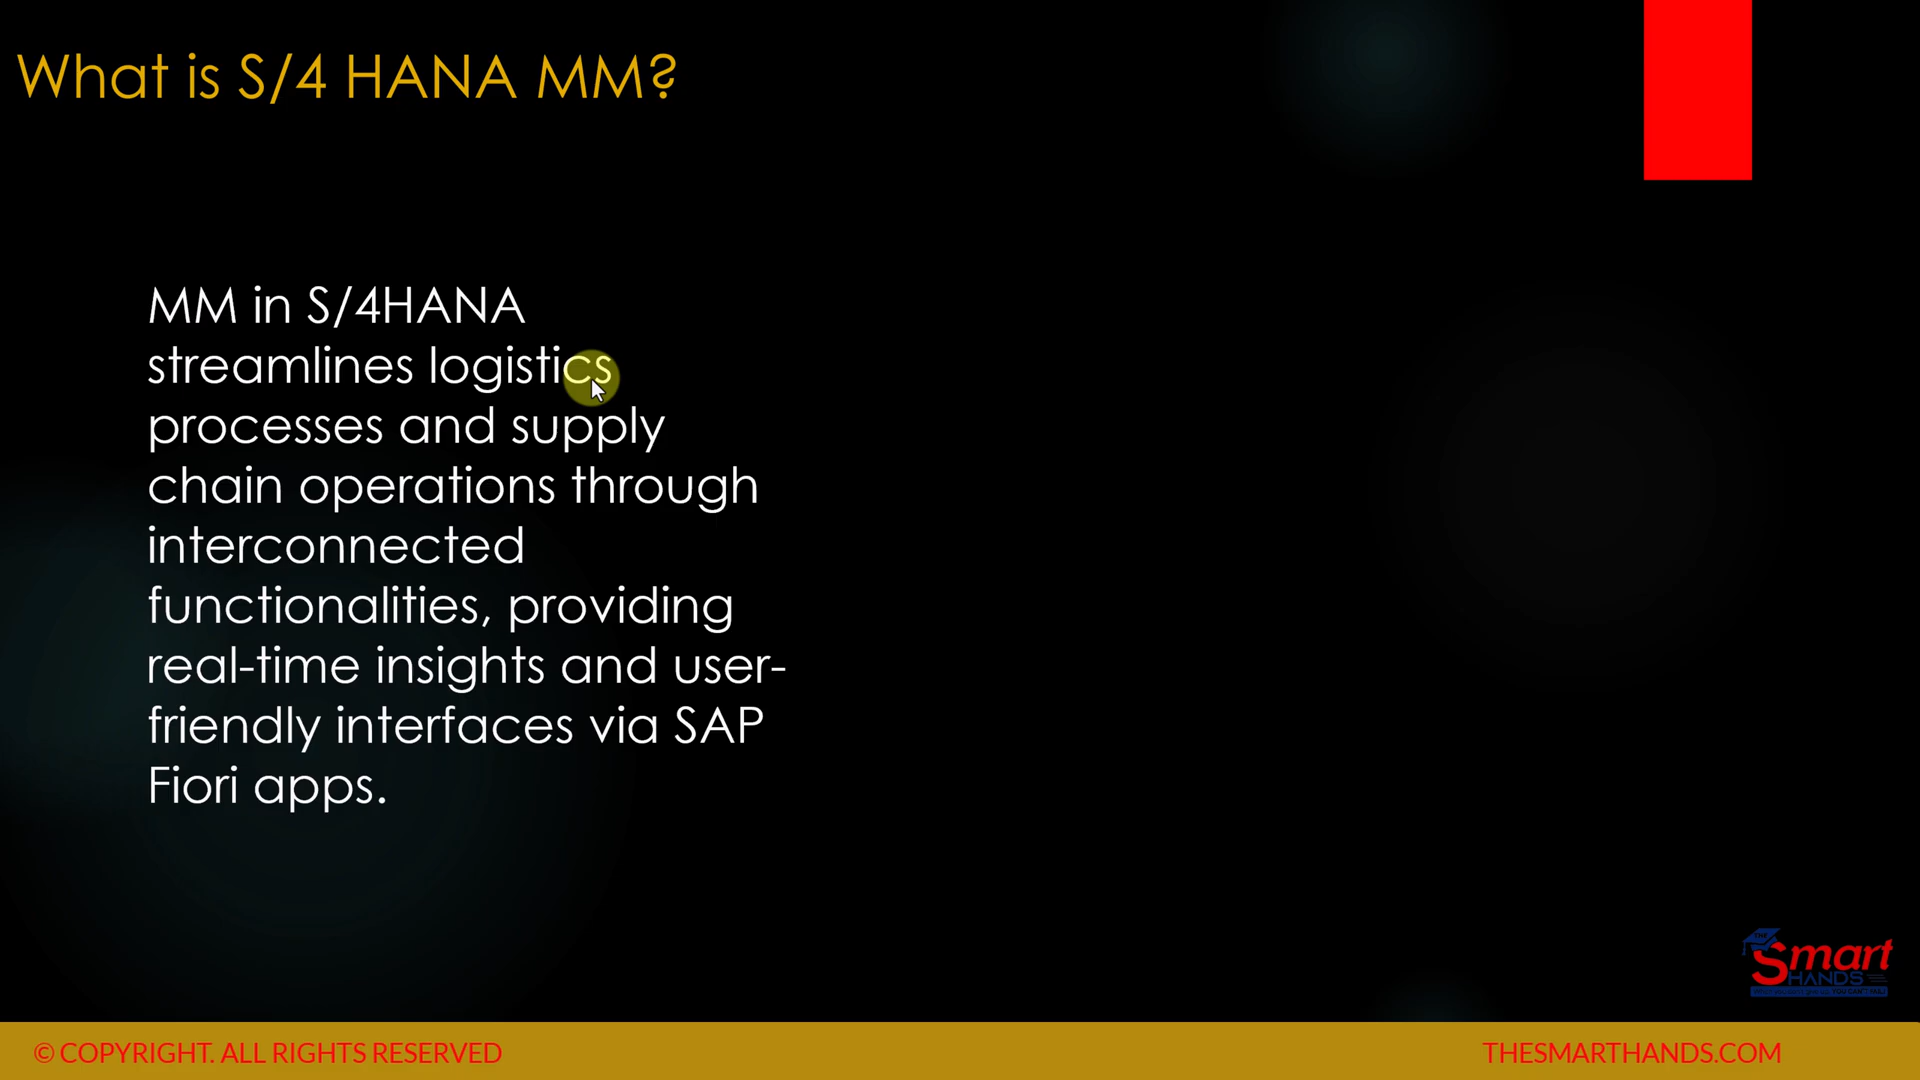 What is S/4 HANA MM?
MM in S/4HANA
streamlines logistics
processes and supply
chain operations through
interconnected
functionalities, providing
real-time insights and user-
friendly interfaces via SAP
Fiori apps.
THE
Smart
HANDS
© COPYRIGHT. ALL RIGHTS RESERVED
THESMARTHANDS.COM